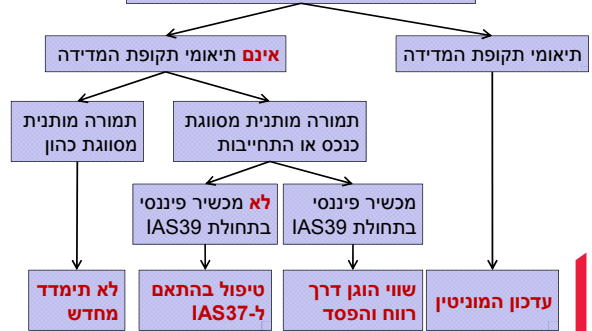 תיאומי תקופת המדידה
אינם תיאומי תקופת המדידה
תמורה מותנית מסווגת
כנכס או התחייבות
תמורה מותנית
מסווגת כהון
מכשיר פיננסי
בתחולת IAS39
לא מכשיר פיננסי
בתחולת IAS39
עדכון המוניטין
שווי הוגן דרך
רווח והפסד
טיפול בהתאם
ל-IAS37
לא תימדד
מחדש